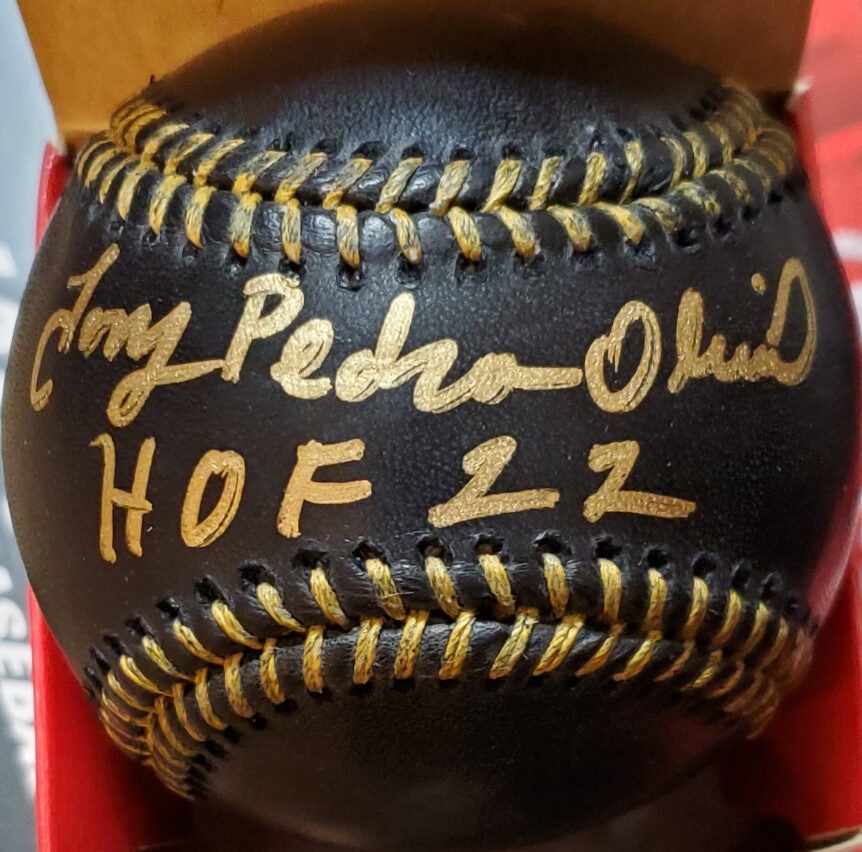 Tony Pedro Oliva
HOF 22